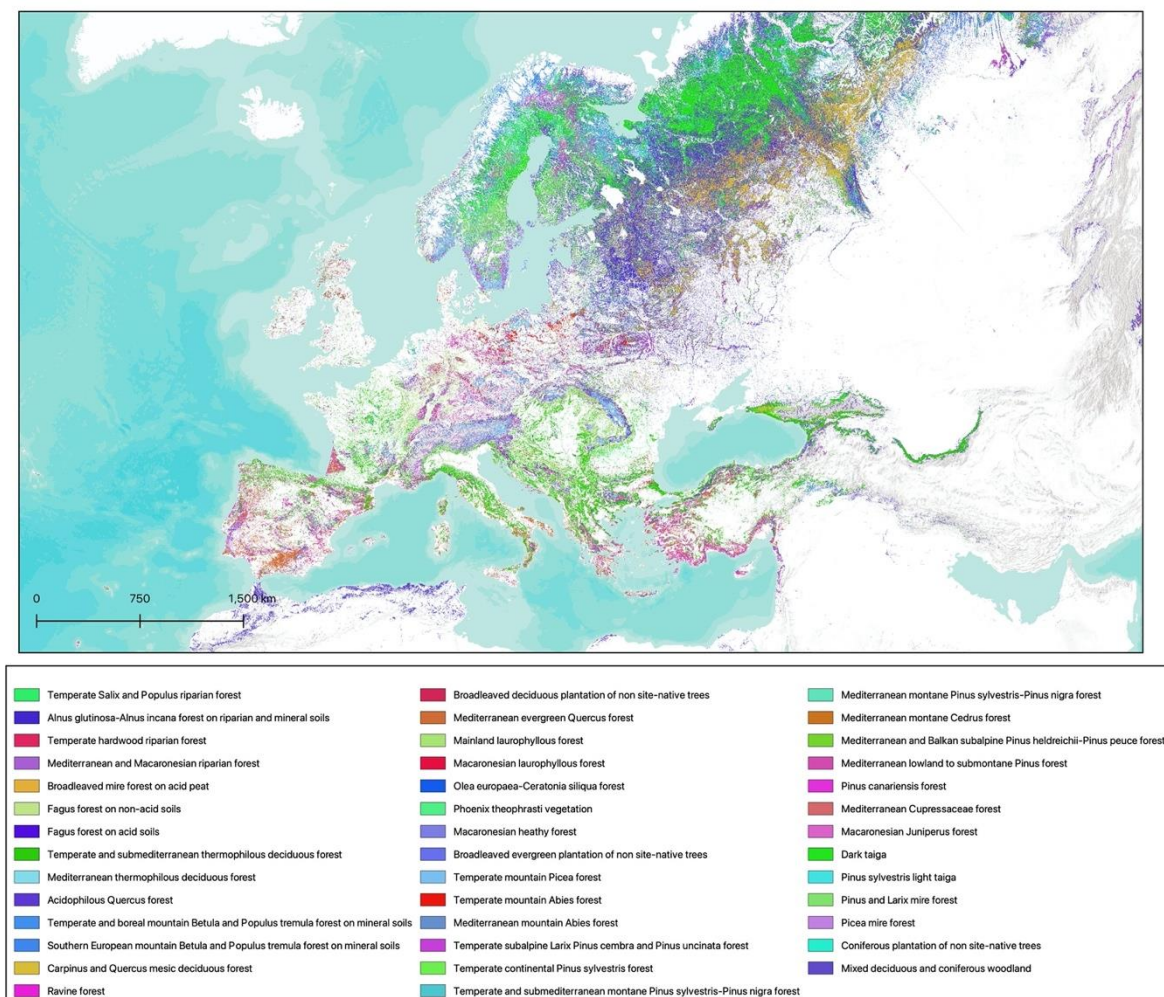 0
750
1,500 km
Temperate Salix and Populus riparian forest
Alnus glutinosa-Alnus incana forest on riparian and mineral soils
Temperate hardwood riparian forest
Mediterranean and Macaronesian riparian forest
Broadleaved mire forest on acid peat
Fagus forest on non-acid soils
Fagus forest on acid soils
Temperate and submediterranean thermophilous deciduous forest
Mediterranean thermophilous deciduous forest
Acidophilous Quercus forest
Temperate and boreal mountain Betula and Populus tremula forest on mineral soils
Southern European mountain Betula and Populus tremula forest on mineral soils
Carpinus and Quercus mesic deciduous forest
Ravine forest
Broadleaved deciduous plantation of non site-native trees
Mediterranean evergreen Quercus forest
Mainland laurophyllous forest
Macaronesian laurophyllous forest
Olea europaea-Ceratonia siliqua forest
Phoenix theophrasti vegetation
Macaronesian heathy forest
Broadleaved evergreen plantation of non site-native trees
Temperate mountain Picea forest
Temperate mountain Abies forest
Mediterranean mountain Abies forest
Temperate subalpine Larix Pinus cembra and Pinus uncinata forest
Temperate continental Pinus sylvestris forest
Temperate and submediterranean montane Pinus sylvestris-Pinus nigra forest
Mediterranean montane Pinus sylvestris-Pinus nigra forest
Mediterranean montane Cedrus forest
Mediterranean and Balkan subalpine Pinus heldreichii-Pinus peuce forest
Mediterranean lowland to submontane Pinus forest
Pinus canariensis forest
Mediterranean Cupressaceae forest
Macaronesian Juniperus forest
Dark taiga
Pinus sylvestris light taiga
Pinus and Larix mire forest
Picea mire forest
Coniferous plantation of non site-native trees
Mixed deciduous and coniferous woodland